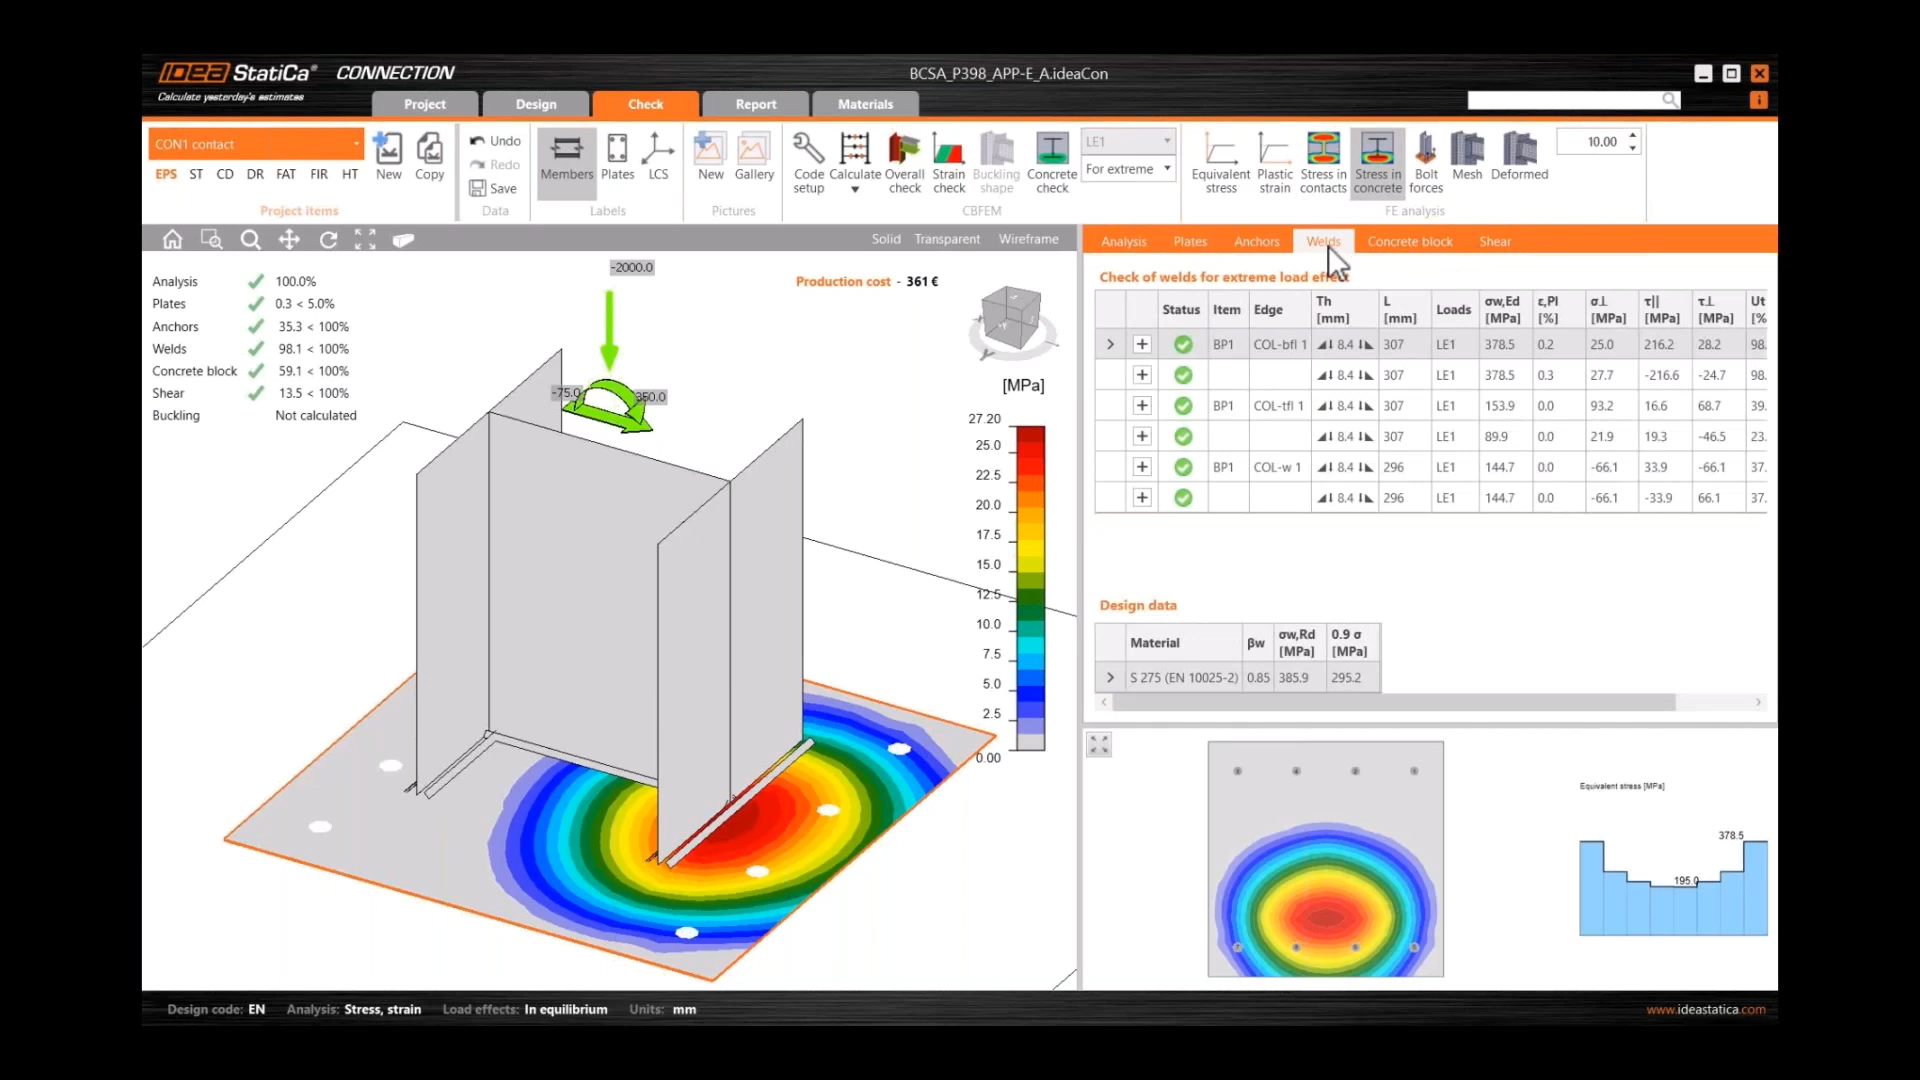 IDEA StatiCa® CONNECTION
Calculate yesterday's estimates
BCSA_P398_APP-E_A.ideaCon
Project Design Check Report Materials
CON1 contact
EPS ST CD DR FAT FIR HT
New Copy
Project items
Undo
Redo
Save
Data
Members Plates LCS
Labels
New Gallery
Pictures
Code setup Calculate Overall check Strain check Buckling shape Concrete check
LE1
For extreme
CBFEM
Equivalent stress Plastic strain Stress in contacts Stress in concrete Bolt forces Mesh Deformed
10.00
FE analysis
Solid Transparent Wireframe
Analysis 100.0%
Plates 0.3 < 5.0%
Anchors 35.3 < 100%
Welds 98.1 < 100%
Concrete block 59.1 < 100%
Shear 13.5 < 100%
Buckling Not calculated
Production cost - 361 €
-2000.0
-75.0
350.0
[MPa]
27.20
25.0
22.5
20.0
17.5
15.0
12.5
10.0
7.5
5.0
2.5
0.00
Analysis Plates Anchors Welds Concrete block Shear
Check of welds for extreme load effect
Status Item Edge Th [mm] L [mm] Loads σw,Ed [MPa] ε,Pl [%] σ⊥ [MPa] τ|| [MPa] τ⊥ [MPa] Ut [%
BP1 COL-bfl 1 8.4 307 LE1 378.5 0.2 25.0 216.2 28.2 98.
8.4 307 LE1 378.5 0.3 27.7 -216.6 -24.7 98.
BP1 COL-tfl 1 8.4 307 LE1 153.9 0.0 93.2 16.6 68.7 39.
8.4 307 LE1 89.9 0.0 21.9 19.3 -46.5 23.
BP1 COL-w 1 8.4 296 LE1 144.7 0.0 -66.1 33.9 -66.1 37.
8.4 296 LE1 144.7 0.0 -66.1 -33.9 66.1 37.
Design data
Material βw σw,Rd [MPa] 0.9 σ [MPa]
S 275 (EN 10025-2) 0.85 385.9 295.2
Equivalent stress [MPa]
378.5
195.0
Design code: EN Analysis: Stress, strain Load effects: In equilibrium Units: mm
www.ideastatica.com